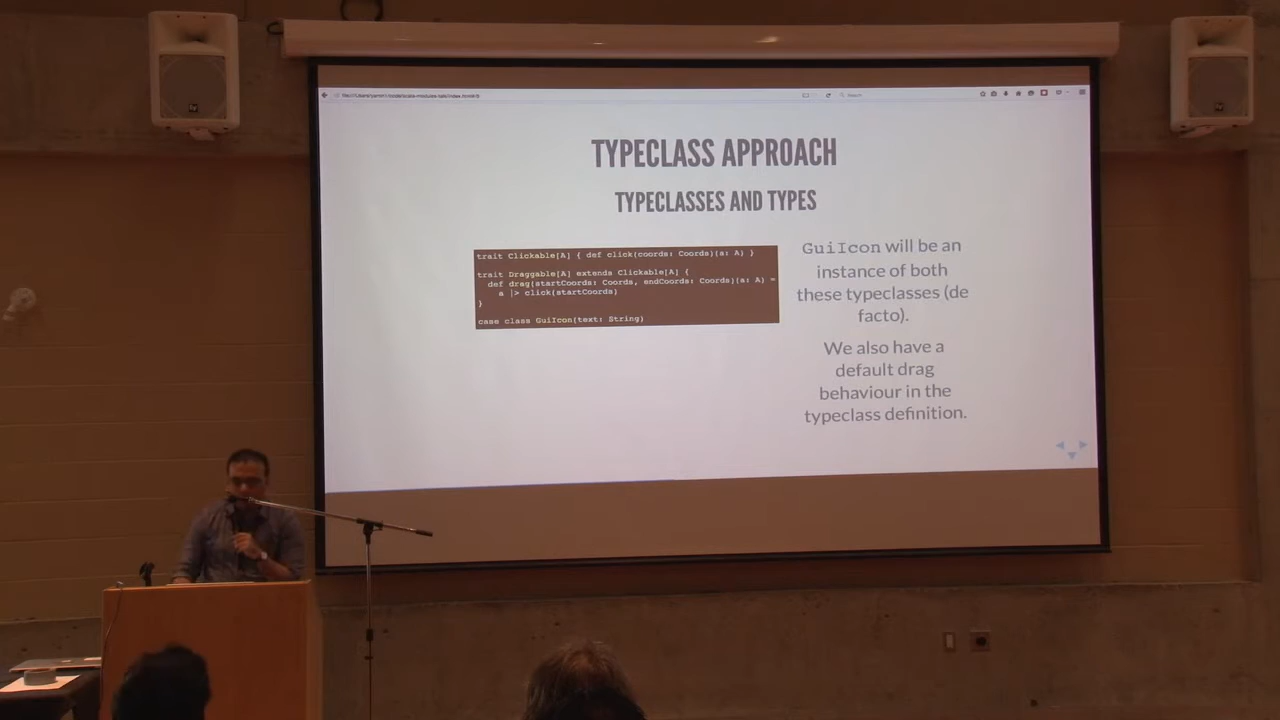 TYPECLASS APPROACH
TYPECLASSES AND TYPES
trait Clickable[A] { def click(coords: Coords)(a: A) }
trait Draggable[A] extends Clickable[A] {
def drag(startCoords: Coords, endCoords: Coords)(a: A) =
a |> click(startCoords)
}
case class GuiIcon(text: String)
GuiIcon will be an
instance of both
these typeclasses (de
facto).
We also have a
default drag
behaviour in the
typeclass definition.